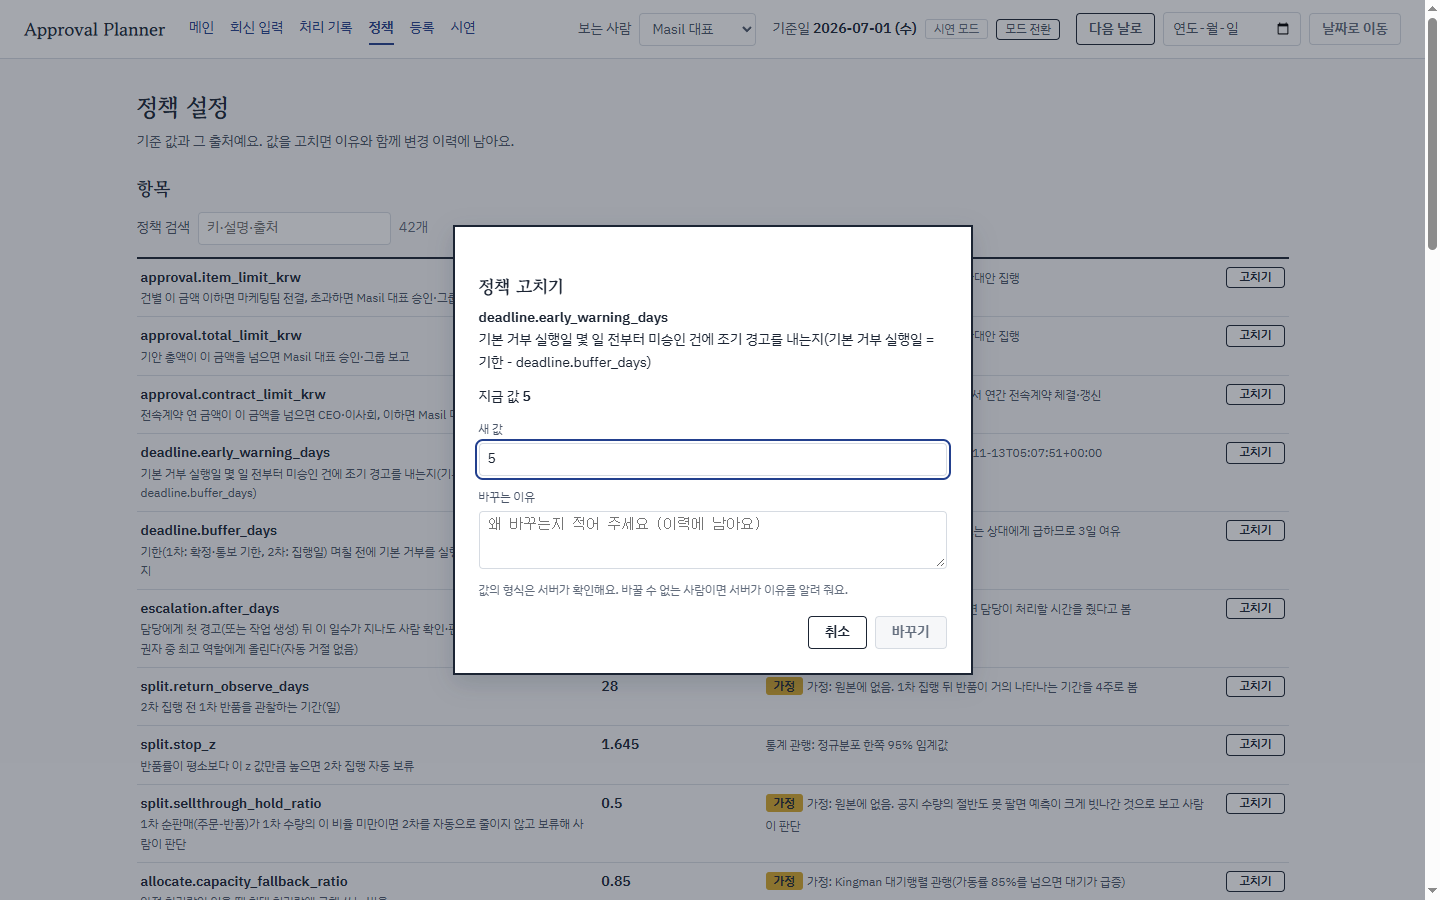 Approval Planner 메인 회신 입력 처리 기록 정책 등록 시연 보는 사람 Masil 대표 기준일 2026-07-01 (수) 시연 모드 모드 전환 다음 날로 연도-월-일 날짜로 이동
정책 설정
기준 값과 그 출처예요. 값을 고치면 이유와 함께 변경 이력에 남아요.
항목
정책 검색 키·설명·출처 42개
approval.item_limit_krw
건별 이 금액 이하면 마케팅팀 전결, 초과하면 Masil 대표 승인·그룹
대안 집행
고치기
approval.total_limit_krw
기안 총액이 이 금액을 넘으면 Masil 대표 승인·그룹 보고
대안 집행
고치기
approval.contract_limit_krw
전속계약 연 금액이 이 금액을 넘으면 CEO·이사회, 이하면 Masil
서 연간 전속계약 체결·갱신
고치기
deadline.early_warning_days
기본 거부 실행일 몇 일 전부터 미승인 건에 조기 경고를 내는지(기
deadline.buffer_days)
11-13T05:07:51+00:00
고치기
deadline.buffer_days
기한(1차: 확정·통보 기한, 2차: 집행일) 며칠 전에 기본 거부를 실
지
는 상대에게 급하므로 3일 여유
고치기
escalation.after_days
담당에게 첫 경고(또는 작업 생성) 뒤 이 일수가 지나도 사람 확인·
권자 중 최고 역할에게 올린다(자동 거절 없음)
면 담당이 처리할 시간을 줬다고 봄
고치기
정책 고치기
deadline.early_warning_days
기본 거부 실행일 몇 일 전부터 미승인 건에 조기 경고를 내는지(기본 거부 실행일 =
기한 - deadline.buffer_days)
지금 값 5
새 값
5
바꾸는 이유
왜 바꾸는지 적어 주세요 (이력에 남아요)
값의 형식은 서버가 확인해요. 바꿀 수 없는 사람이면 서버가 이유를 알려 줘요.
취소 바꾸기
split.return_observe_days 28 가정 가정: 원본에 없음. 1차 집행 뒤 반품이 거의 나타나는 기간을 4주로 봄 고치기
2차 집행 전 1차 반품을 관찰하는 기간(일)
split.stop_z 1.645 통계 관행: 정규분포 한쪽 95% 임계값 고치기
반품률이 평소보다 이 z 값만큼 높으면 2차 집행 자동 보류
split.sellthrough_hold_ratio 0.5 가정 가정: 원본에 없음. 공지 수량의 절반도 못 팔면 예측이 크게 빗나간 것으로 보고 사람 고치기
이 판단
1차 순판매(주문-반품)가 1차 수량의 이 비율 미만이면 2차를 자동으로 줄이지 않고 보류해 사
람이 판단
allocate.capacity_fallback_ratio 0.85 가정 가정: Kingman 대기행렬 관행(가동률 85%를 넘으면 대기가 급증) 고치기